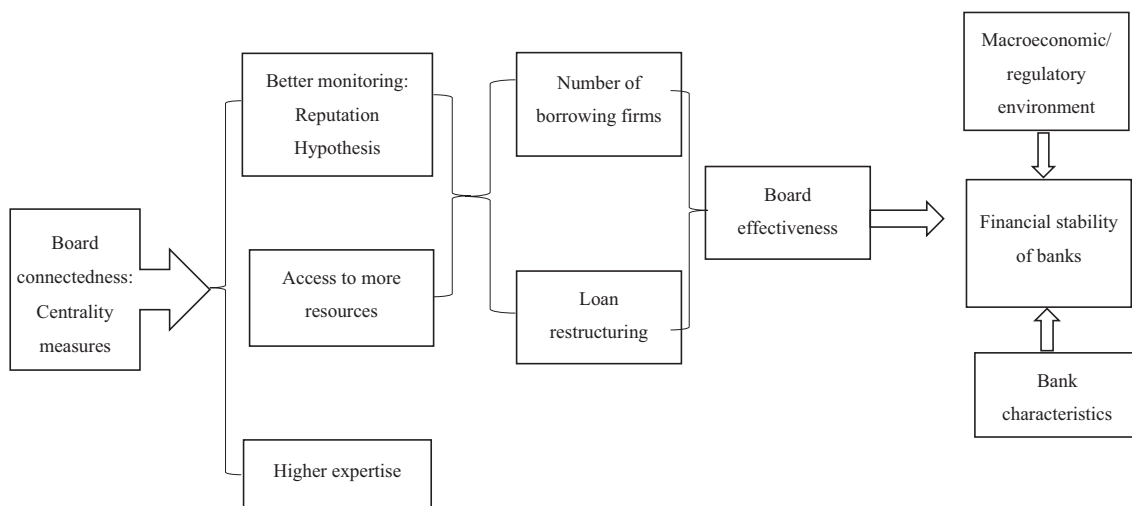 Board
connectedness:
Centrality
measures
Better monitoring:
Reputation
Hypothesis
Access to more
resources
Higher expertise
Number of
borrowing firms
Loan
restructuring
Board
effectiveness
Macroeconomic/
regulatory
environment
Financial stability
of banks
Bank
characteristics